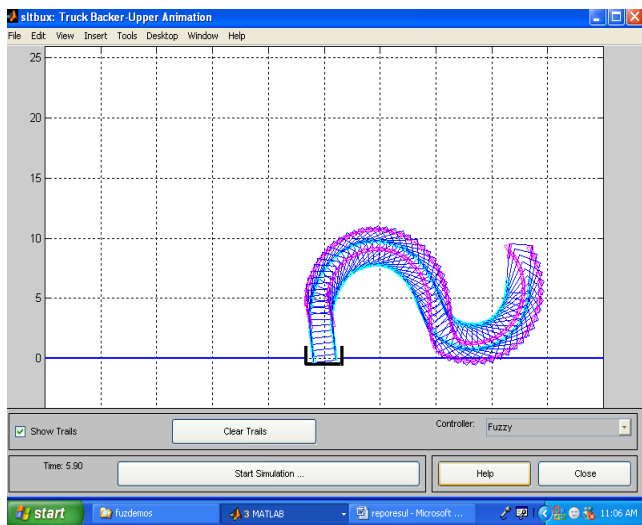 sltbux: Truck Backer-Upper Animation
File Edit View Insert Tools Desktop Window Help
25
20
15
10
5
0
Show Trails
Clear Trails
Controller:
Fuzzy
Time: 5.90
Start Simulation ...
Help
Close
start
fuzdemos
3 MATLAB
reporesul - Microsoft ...
11:06 AM